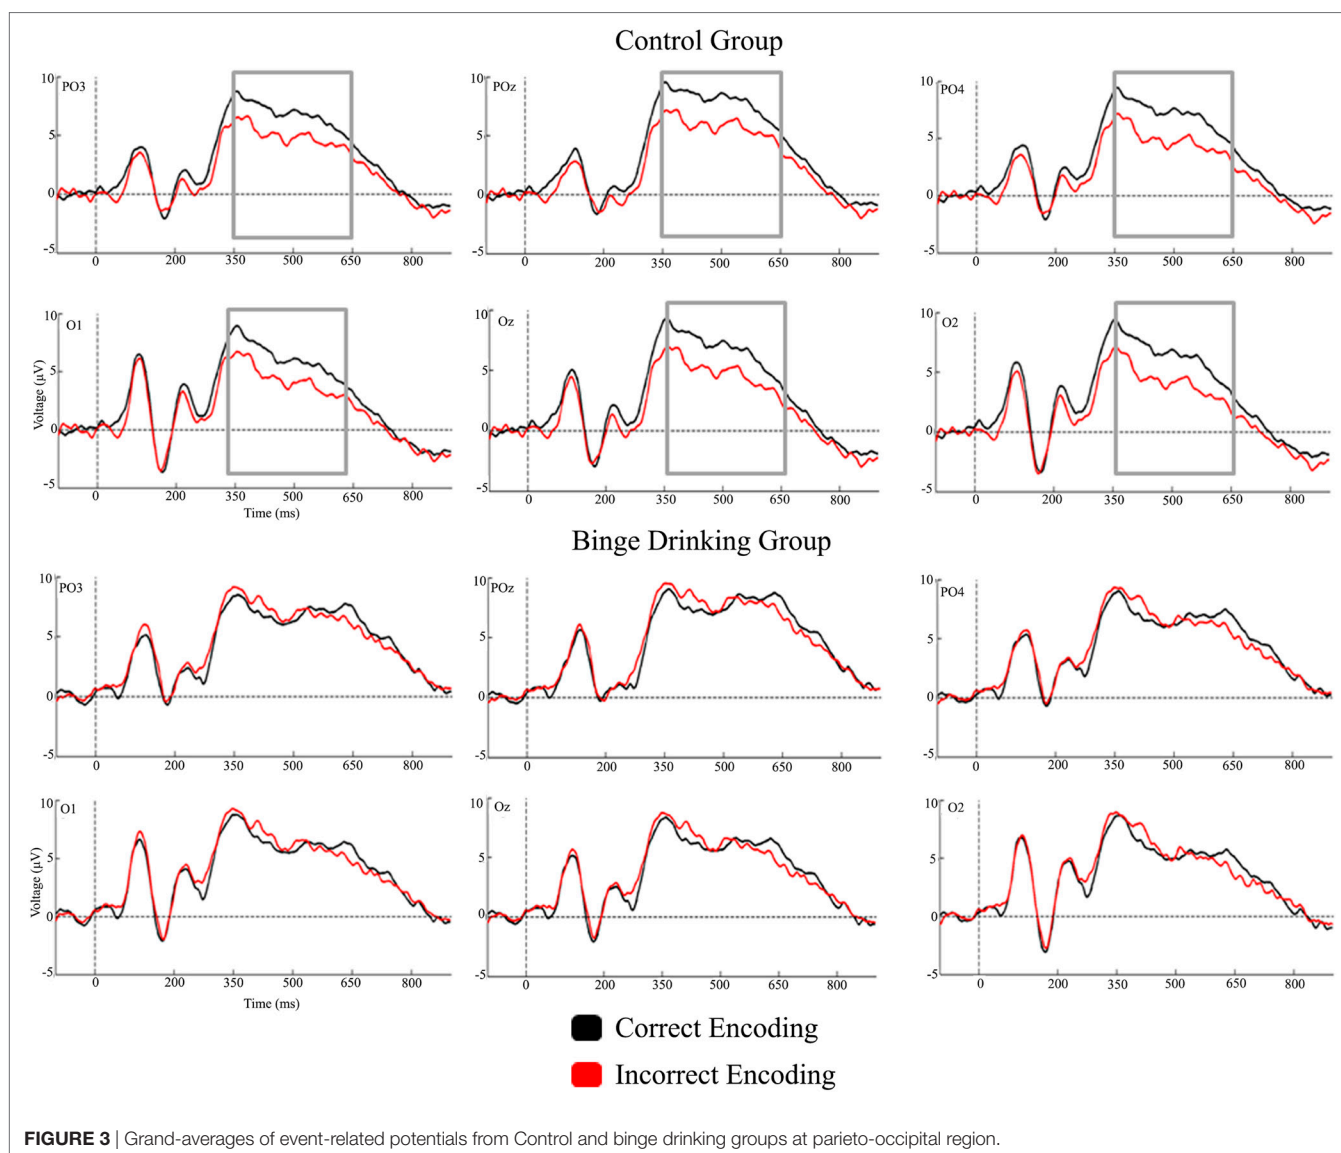 Control Group
10
PO3
5
0
-5
0 200 350 500 650 800
10
POz
5
0
-5
0 200 350 500 650 800
10
PO4
5
0
-5
0 200 350 500 650 800
10
O1
5
0
-5
Voltage (µV)
0 200 350 500 650 800
Time (ms)
10
Oz
5
0
-5
0 200 350 500 650 800
10
O2
5
0
-5
0 200 350 500 650 800
Binge Drinking Group
10
PO3
5
0
-5
0 200 350 500 650 800
10
POz
5
0
-5
0 200 350 500 650 800
10
PO4
5
0
-5
0 200 350 500 650 800
10
O1
5
0
-5
Voltage (µV)
0 200 350 500 650 800
Time (ms)
10
Oz
5
0
-5
0 200 350 500 650 800
10
O2
5
0
-5
0 200 350 500 650 800
Correct Encoding
Incorrect Encoding
FIGURE 3 | Grand-averages of event-related potentials from Control and binge drinking groups at parieto-occipital region.